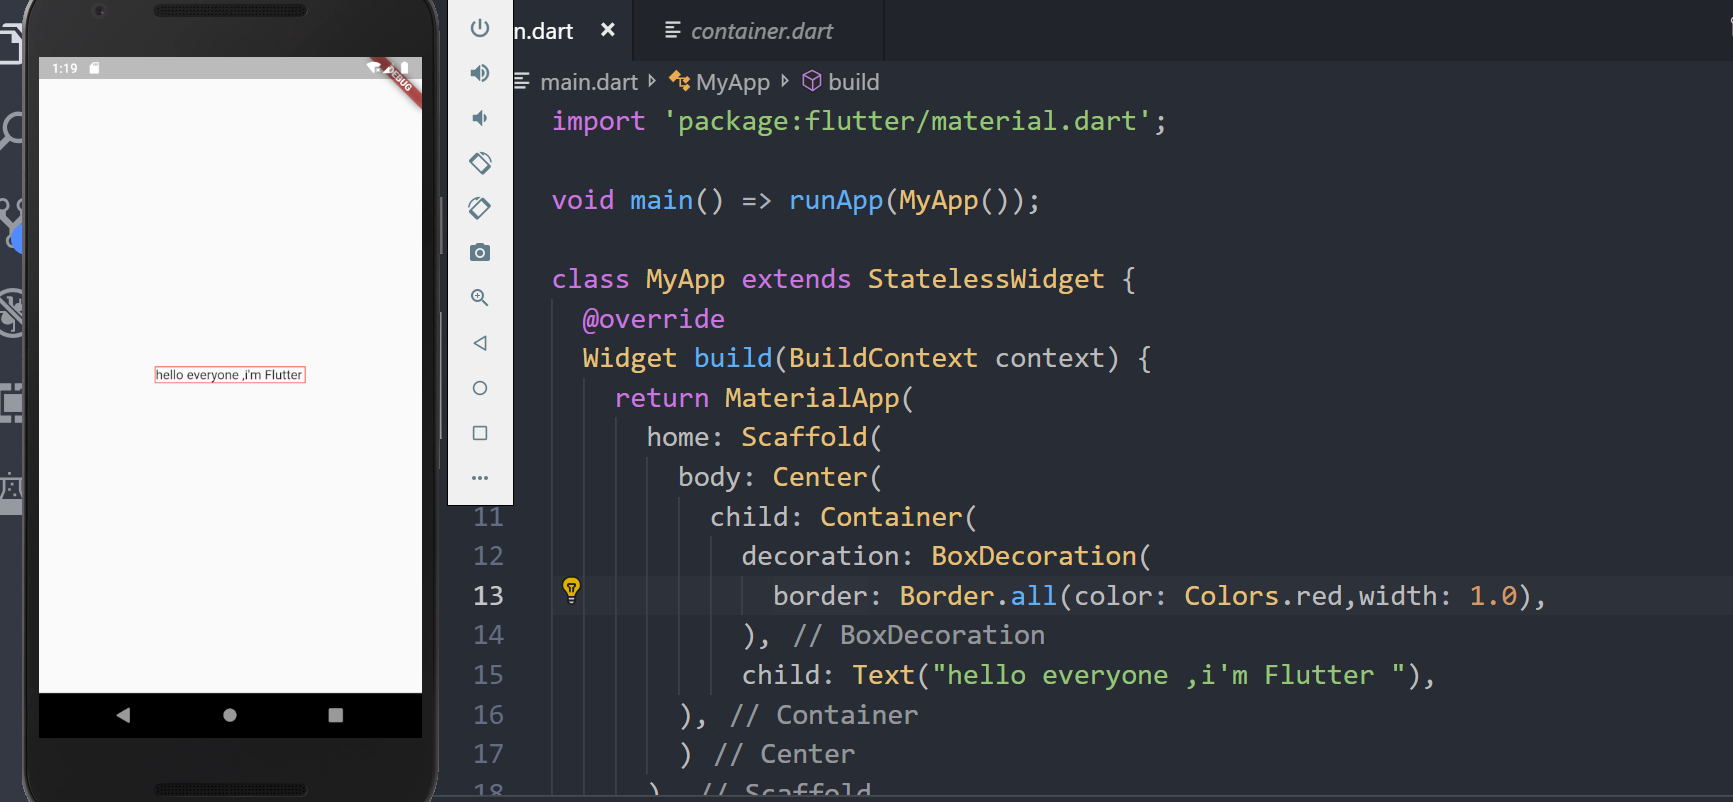 1:19
DEBUG
hello everyone ,i'm Flutter
n.dart × container.dart
main.dart MyApp build
import 'package:flutter/material.dart';
void main() => runApp(MyApp());
class MyApp extends StatelessWidget {
@override
Widget build(BuildContext context) {
return MaterialApp(
home: Scaffold(
body: Center(
11 child: Container(
12 decoration: BoxDecoration(
13 border: Border.all(color: Colors.red,width: 1.0),
14 ), // BoxDecoration
15 child: Text("hello everyone ,i'm Flutter "),
16 ), // Container
17 ) // Center
18 ), // Scaffold